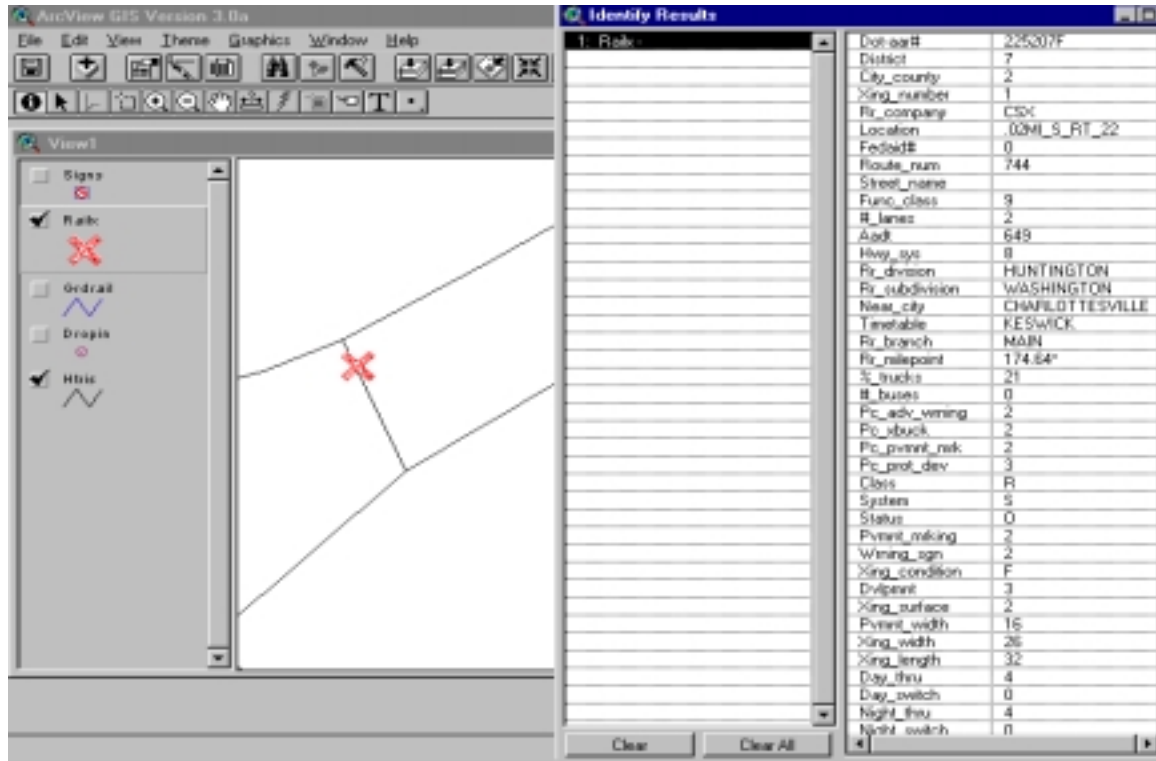 ArcView GIS Version 3.0a
File Edit View Theme Graphics Window Help
View1
Signs
Railx
Grdrail
Dropin
Htris
Identify Results
1: Railx -
Clear
Clear All
Dot-aar# 225207F
District 7
City_county 2
Xing_number 1
Rr_company CSX
Location .02MI_S_RT_22
Fedaid# 0
Route_num 744
Street_name
Func_class 9
#_lanes 2
Aadt 649
Hwy_sys 8
Rr_division HUNTINGTON
Rr_subdivision WASHINGTON
Near_city CHARLOTTESVILLE
Timetable KESWICK
Rr_branch MAIN
Rr_milepoint 174.64*
%_trucks 21
#_buses 0
Pc_adv_wrning 2
Pc_xbuck 2
Pc_pvmnt_mrk 2
Pc_prot_dev 3
Class R
System S
Status O
Pvmnt_mrking 2
Wrning_sgn 2
Xing_condition F
Dvlpmnt 3
Xing_surface 2
Pvmnt_width 16
Xing_width 26
Xing_length 32
Day_thru 4
Day_switch 0
Night_thru 4
Night_switch 0